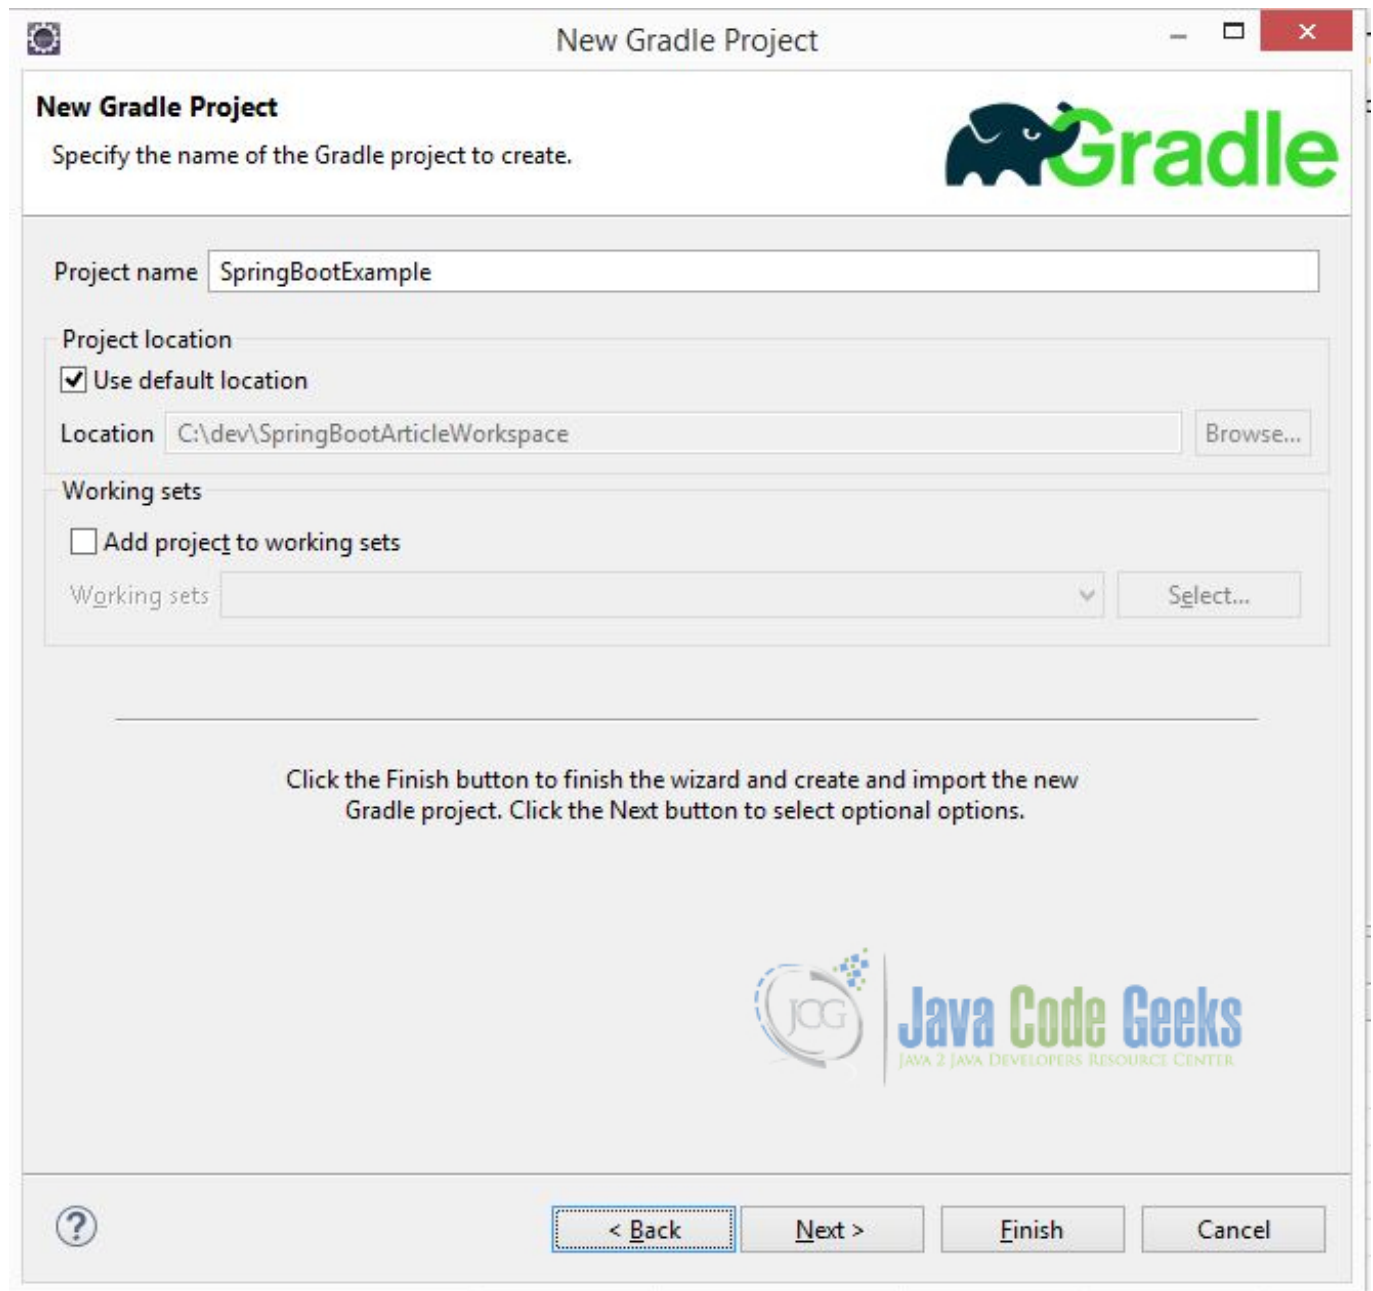 New Gradle Project
New Gradle Project
Specify the name of the Gradle project to create.
Gradle
Project name SpringBootExample
Project location
Use default location
Location C:\dev\SpringBootArticleWorkspace Browse...
Working sets
Add project to working sets
Working sets Select...
Click the Finish button to finish the wizard and create and import the new
Gradle project. Click the Next button to select optional options.
JCG
Java Code Geeks
JAVA 2 JAVA DEVELOPERS RESOURCE CENTER
? < Back Next > Finish Cancel